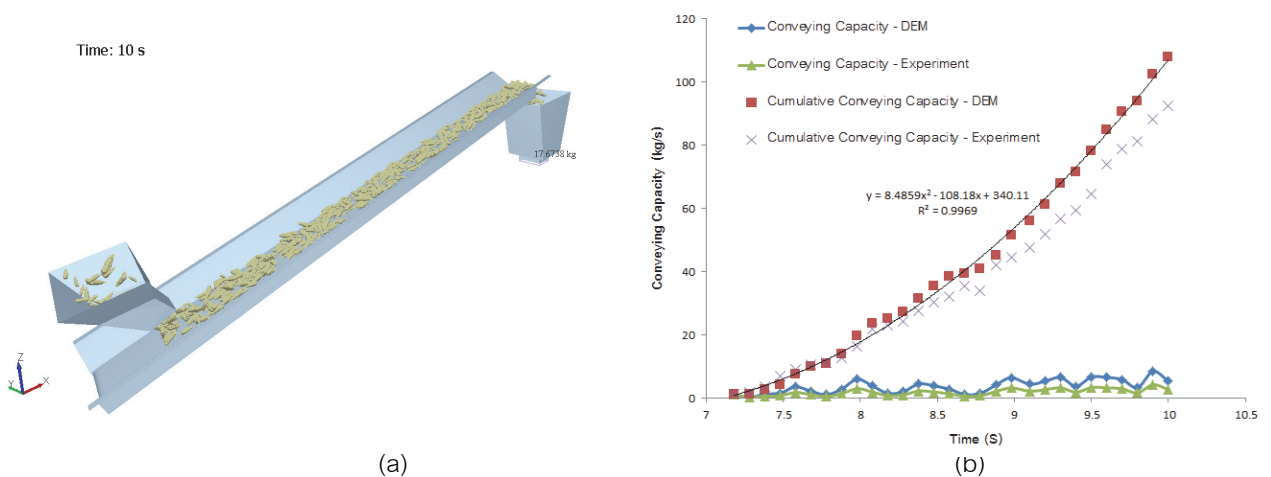 Time: 10 s
17.6738 kg
Z
Y
X
(a)
Conveying Capacity - DEM
Conveying Capacity - Experiment
Cumulative Conveying Capacity - DEM
Cumulative Conveying Capacity - Experiment
y = 8.4859x² - 108.18x + 340.11
R² = 0.9969
Conveying Capacity (kg/s)
120
100
80
60
40
20
0
7
7.5
8
8.5
9
9.5
10
10.5
Time (S)
(b)